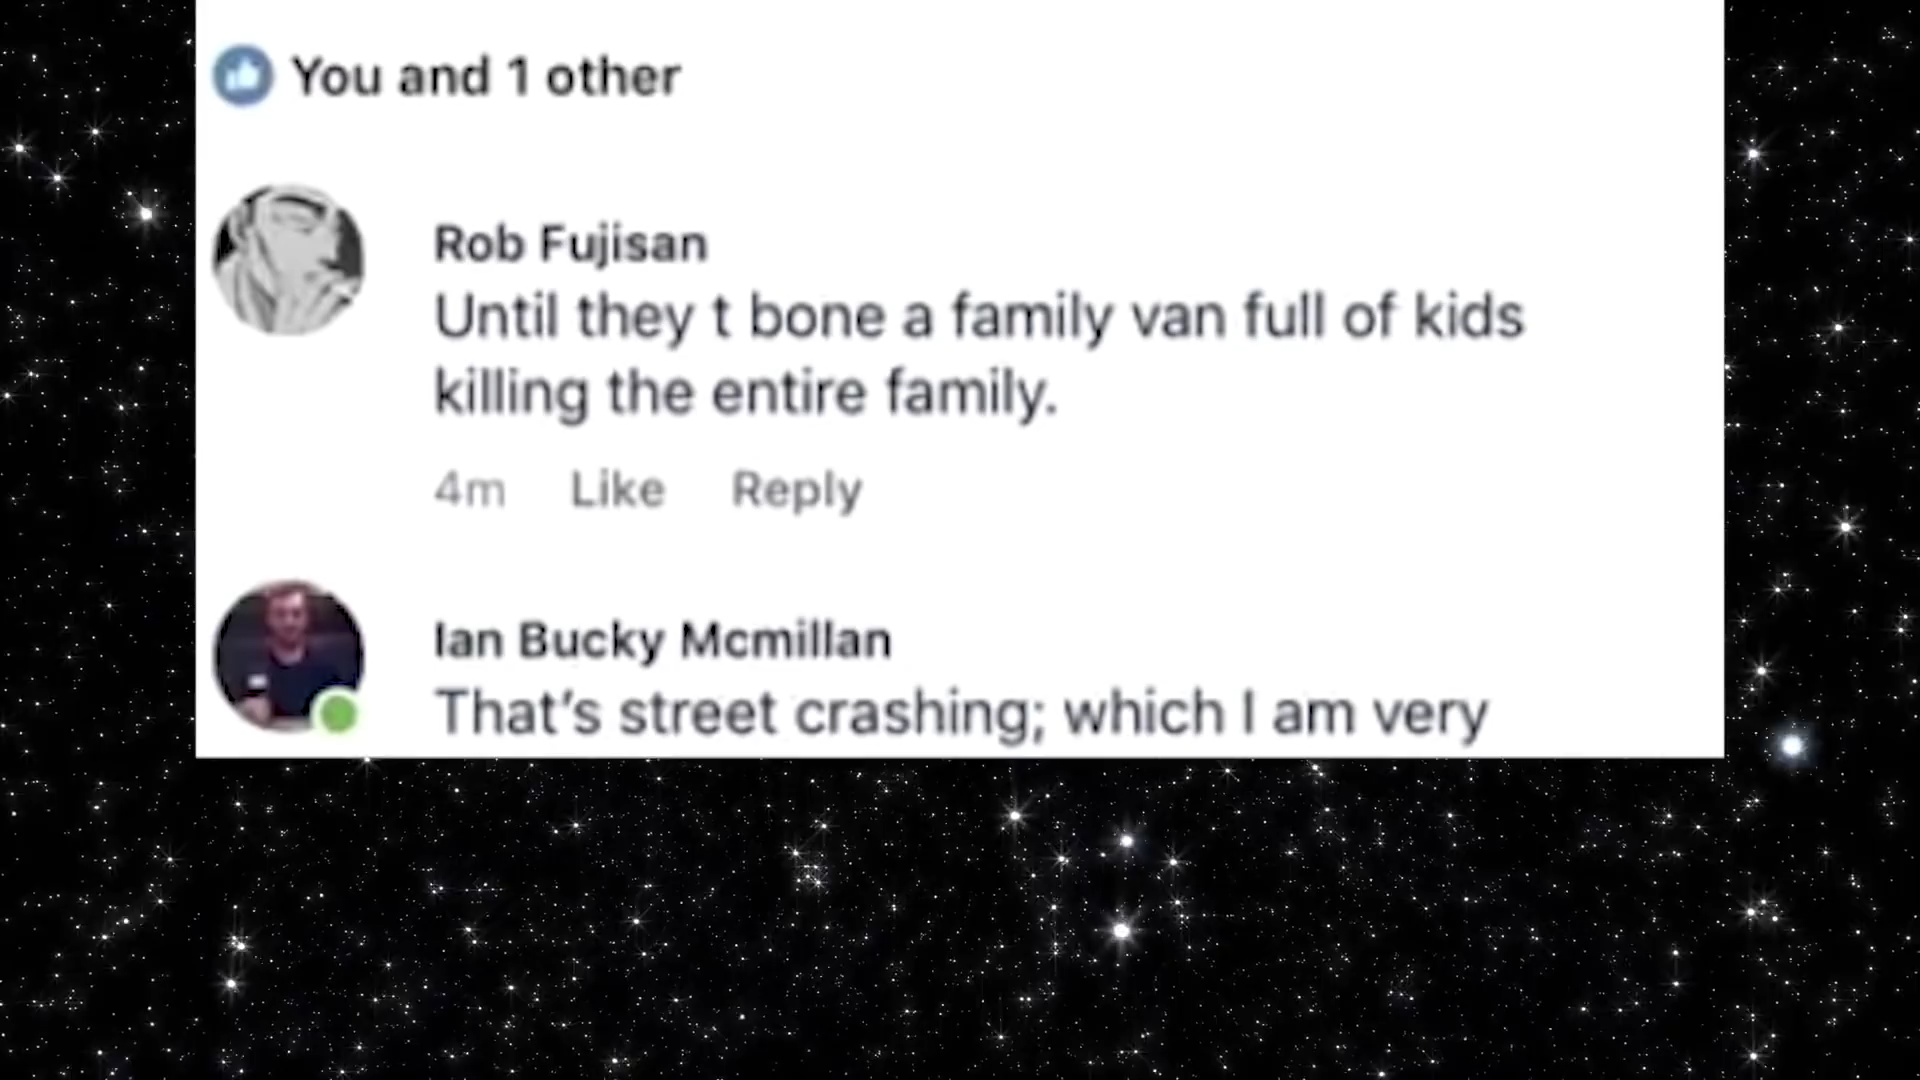 You and 1 other
Rob Fujisan
Until they t bone a family van full of kids
killing the entire family.
4m Like Reply
Ian Bucky Mcmillan
That's street crashing; which I am very